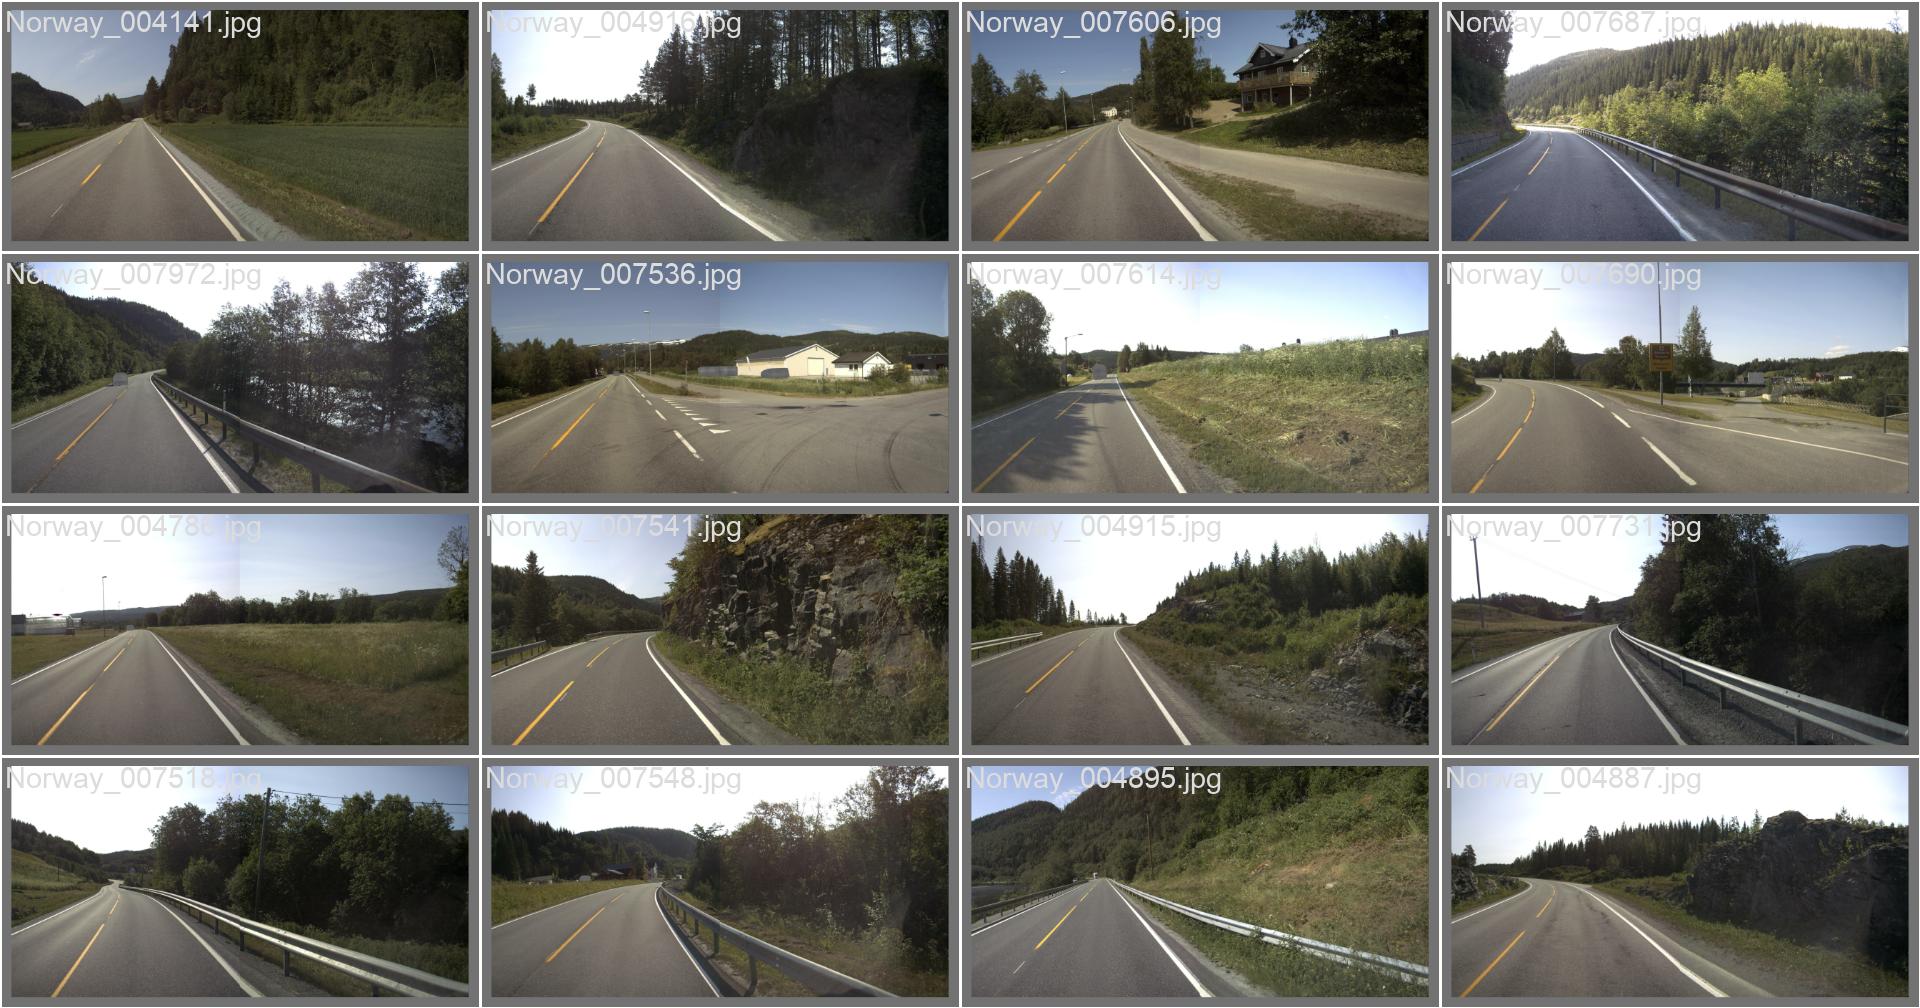 Norway_004141.jpg
Norway_004916.jpg
Norway_007606.jpg
Norway_007687.jpg
Norway_007972.jpg
Norway_007536.jpg
Norway_007614.jpg
Norway_007690.jpg
Norway_004786.jpg
Norway_007541.jpg
Norway_004915.jpg
Norway_007731.jpg
Norway_007518.jpg
Norway_007548.jpg
Norway_004895.jpg
Norway_004887.jpg